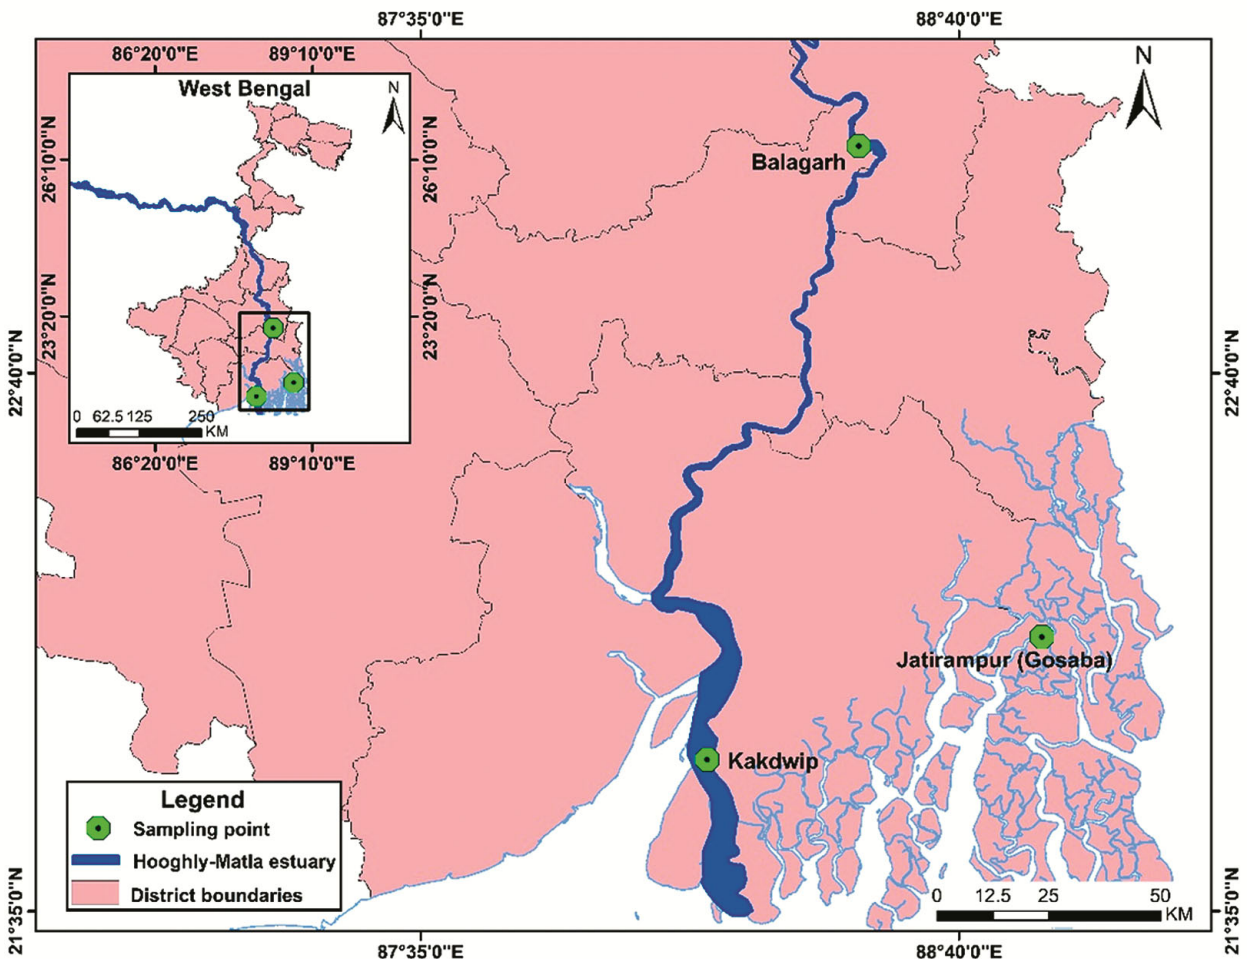 87°35'0"E 88°40'0"E
86°20'0"E 89°10'0"E
West Bengal
N
N
26°10'0"N
26°10'0"N
Balagarh
23°20'0"N
23°20'0"N
22°40'0"N
22°40'0"N
0 62.5 125 250
KM
86°20'0"E 89°10'0"E
Jatirampur (Gosaba)
Kakdwip
Legend
Sampling point
Hooghly-Matla estuary
District boundaries
0 12.5 25 50
KM
21°35'0"N
21°35'0"N
87°35'0"E 88°40'0"E